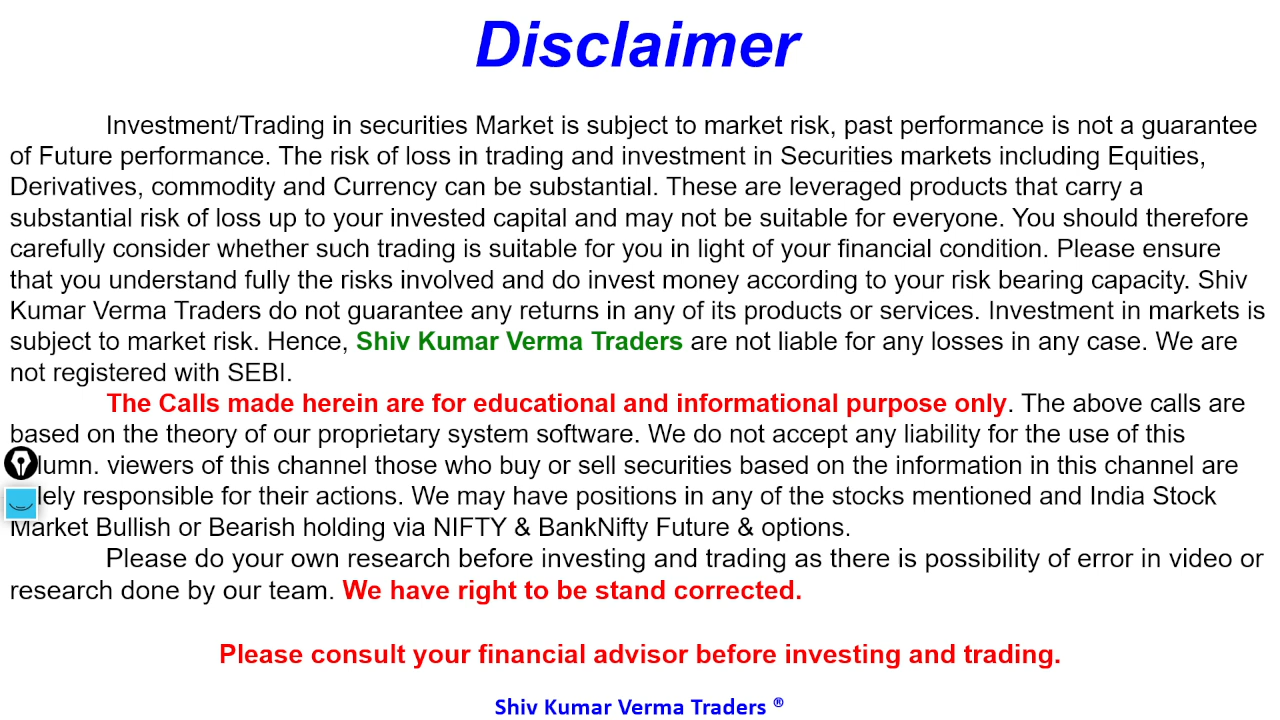 Disclaimer
Investment/Trading in securities Market is subject to market risk, past performance is not a guarantee
of Future performance. The risk of loss in trading and investment in Securities markets including Equities,
Derivatives, commodity and Currency can be substantial. These are leveraged products that carry a
substantial risk of loss up to your invested capital and may not be suitable for everyone. You should therefore
carefully consider whether such trading is suitable for you in light of your financial condition. Please ensure
that you understand fully the risks involved and do invest money according to your risk bearing capacity. Shiv
Kumar Verma Traders do not guarantee any returns in any of its products or services. Investment in markets is
subject to market risk. Hence, Shiv Kumar Verma Traders are not liable for any losses in any case. We are
not registered with SEBI.
The Calls made herein are for educational and informational purpose only. The above calls are
based on the theory of our proprietary system software. We do not accept any liability for the use of this
lumn. viewers of this channel those who buy or sell securities based on the information in this channel are
lely responsible for their actions. We may have positions in any of the stocks mentioned and India Stock
Market Bullish or Bearish holding via NIFTY & BankNifty Future & options.
Please do your own research before investing and trading as there is possibility of error in video or
research done by our team. We have right to be stand corrected.
Please consult your financial advisor before investing and trading.
Shiv Kumar Verma Traders ®